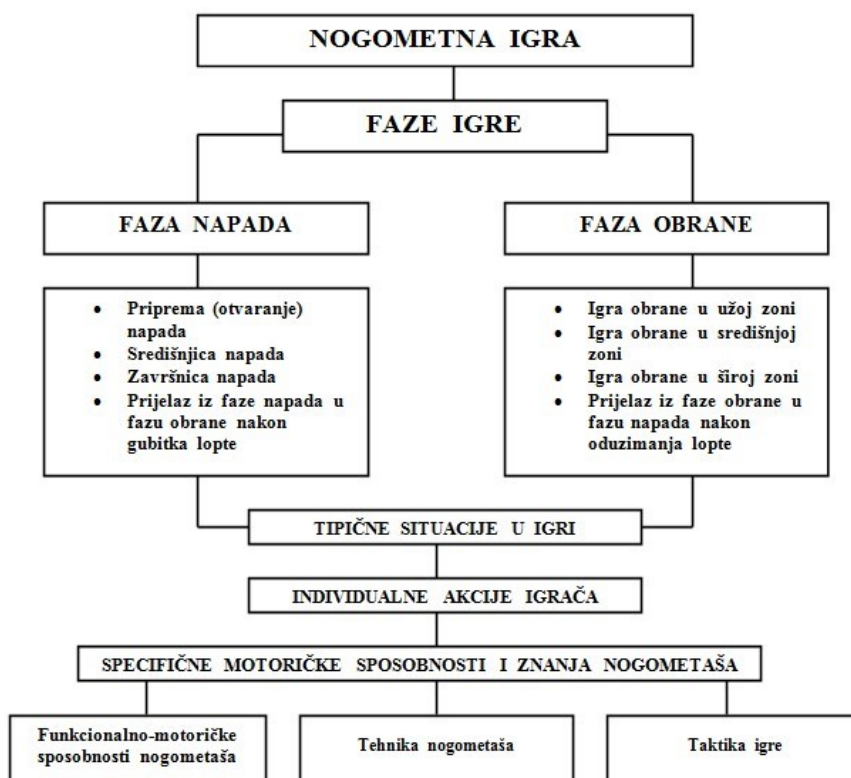 NOGOMETNA IGRA
FAZE IGRE
FAZA NAPADA
• Priprema (otvaranje)
napada
• Središnjica napada
• Završnica napada
• Prijelaz iz faze napada u
fazu obrane nakon
gubitka lopte
FAZA OBRANE
• Igra obrane u užoj zoni
• Igra obrane u središnjoj
zoni
• Igra obrane u široj zoni
• Prijelaz iz faze obrane u
fazu napada nakon
oduzimanja lopte
TIPIČNE SITUACIJE U IGRI
INDIVIDUALNE AKCIJE IGRAČA
SPECIFIČNE MOTORIČKE SPOSOBNOSTI I ZNANJA NOGOMETAŠA
Funkcionalno-motoričke
sposobnosti nogometaša
Tehnika nogometaša
Taktika igre